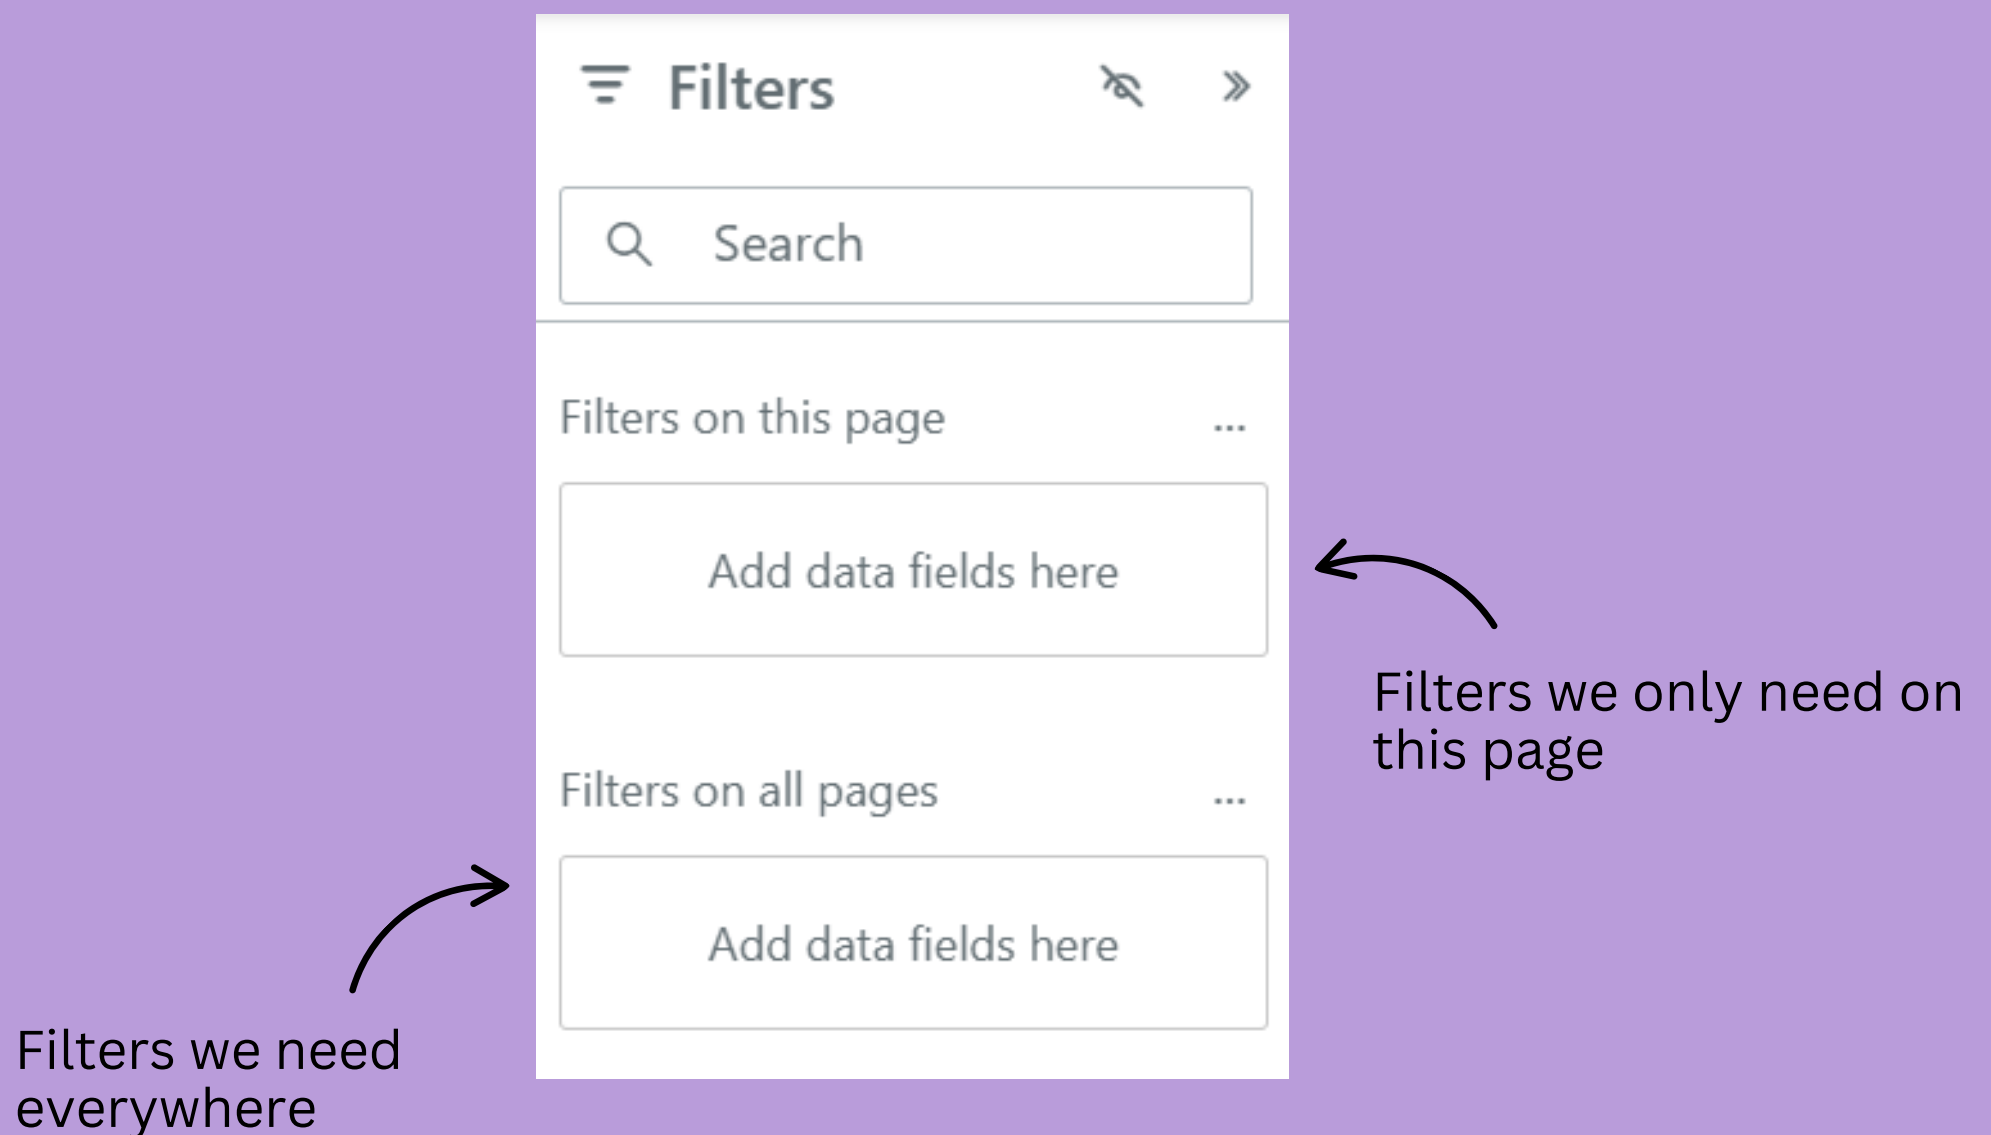 Filters
Search
Filters on this page
...
Add data fields here
Filters we only need on
this page
Filters on all pages
...
Add data fields here
Filters we need
everywhere